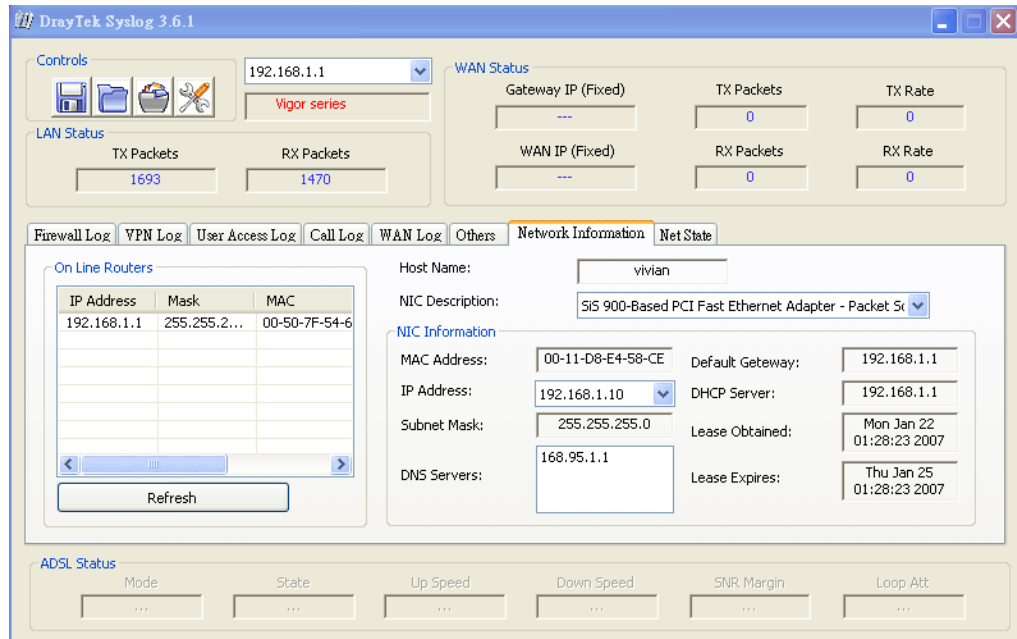 DrayTek Syslog 3.6.1
Controls
192.168.1.1
Vigor series
WAN Status
Gateway IP (Fixed)
TX Packets
TX Rate
---
0
0
WAN IP (Fixed)
RX Packets
RX Rate
---
0
0
LAN Status
TX Packets
RX Packets
1693
1470
Firewall Log
VPN Log
User Access Log
Call Log
WAN Log
Others
Network Information
Net State
On Line Routers
IP Address
Mask
MAC
192.168.1.1
255.255.2...
00-50-7F-54-6
Refresh
Host Name:
vivian
NIC Description:
SiS 900-Based PCI Fast Ethernet Adapter - Packet Sc
NIC Information
MAC Address:
00-11-D8-E4-58-CE
IP Address:
192.168.1.10
Subnet Mask:
255.255.255.0
DNS Servers:
168.95.1.1
Default Geteway:
192.168.1.1
DHCP Server:
192.168.1.1
Lease Obtained:
Mon Jan 22
01:28:23 2007
Lease Expires:
Thu Jan 25
01:28:23 2007
ADSL Status
Mode
State
Up Speed
Down Speed
SNR Margin
Loop Att
...
...
...
...
...
...